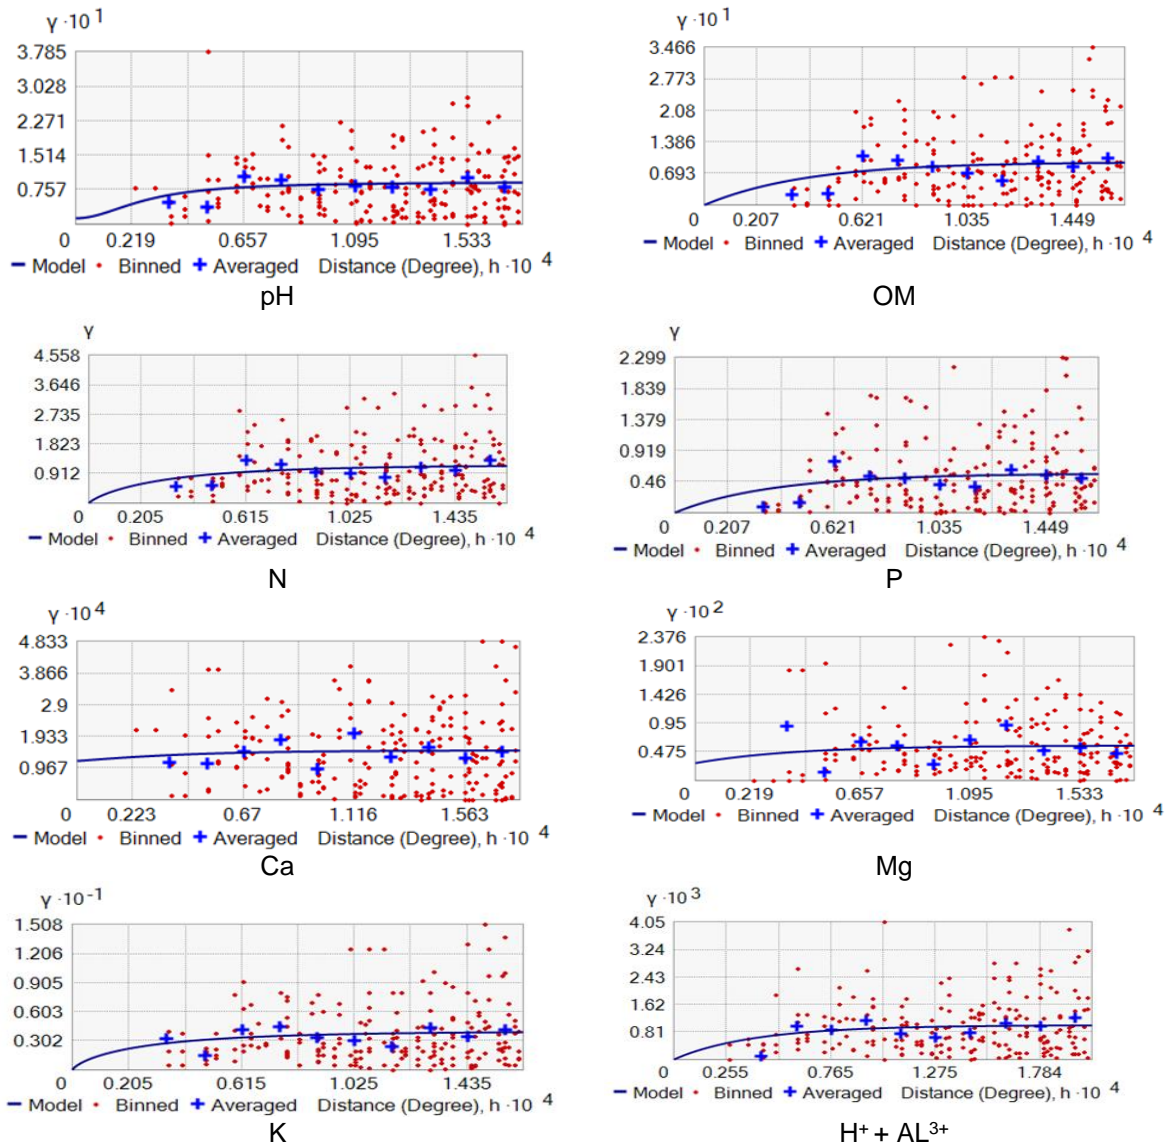 γ ·10 1
3.785
3.028
2.271
1.514
0.757
0 0.219 0.657 1.095 1.533
Model Binned Averaged Distance (Degree), h ·10 4
pH
γ ·10 1
3.466
2.773
2.08
1.386
0.693
0 0.207 0.621 1.035 1.449
Model Binned Averaged Distance (Degree), h ·10 4
OM
γ
4.558
3.646
2.735
1.823
0.912
0 0.205 0.615 1.025 1.435
Model Binned Averaged Distance (Degree), h ·10 4
N
γ
2.299
1.839
1.379
0.919
0.46
0 0.207 0.621 1.035 1.449
Model Binned Averaged Distance (Degree), h ·10 4
P
γ ·10 4
4.833
3.866
2.9
1.933
0.967
0 0.223 0.67 1.116 1.563
Model Binned Averaged Distance (Degree), h ·10 4
Ca
γ ·10 2
2.376
1.901
1.426
0.95
0.475
0 0.219 0.657 1.095 1.533
Model Binned Averaged Distance (Degree), h ·10 4
Mg
γ ·10 -1
1.508
1.206
0.905
0.603
0.302
0 0.205 0.615 1.025 1.435
Model Binned Averaged Distance (Degree), h ·10 4
K
γ ·10 3
4.05
3.24
2.43
1.62
0.81
0 0.255 0.765 1.275 1.784
Model Binned Averaged Distance (Degree), h ·10 4
H⁺ + AL³⁺